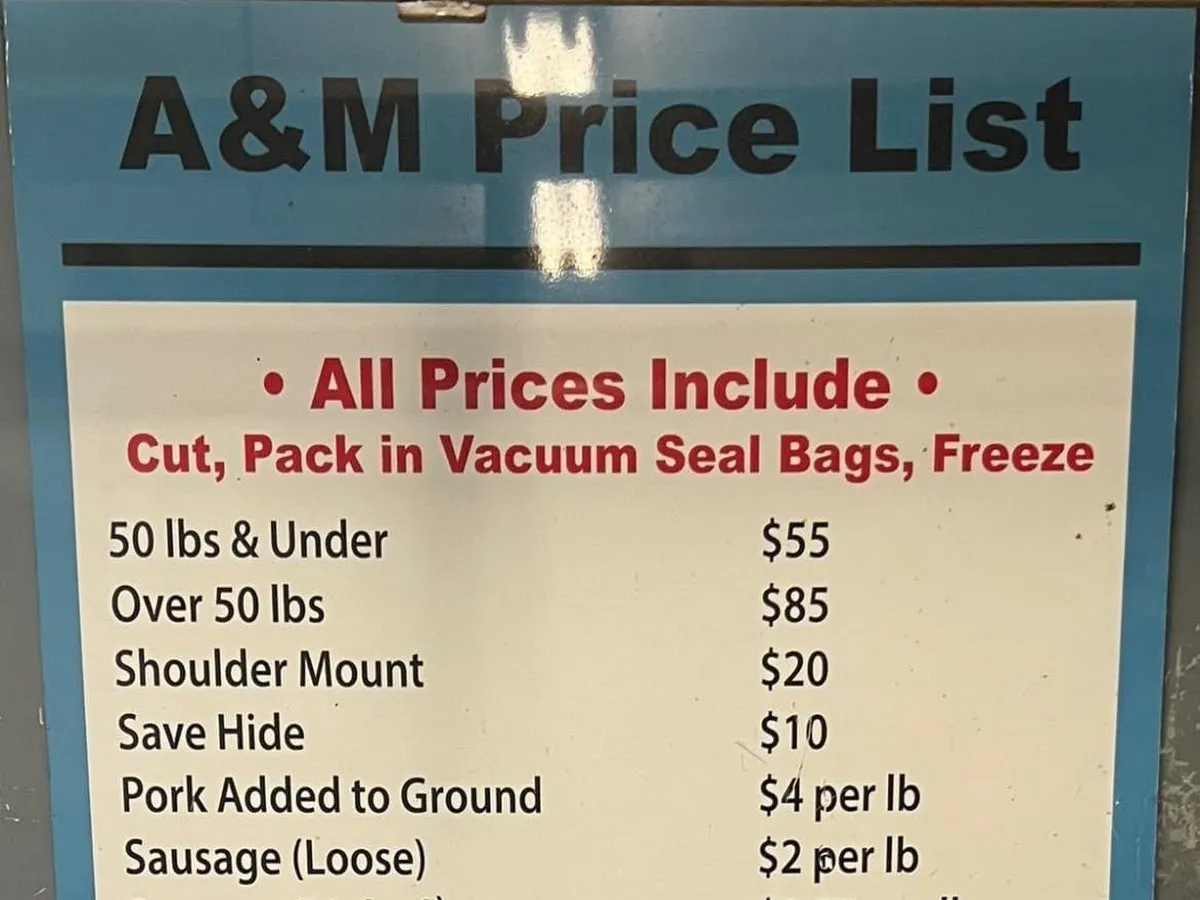 A&M Price List
• All Prices Include •
Cut, Pack in Vacuum Seal Bags, Freeze
50 lbs & Under $55
Over 50 lbs $85
Shoulder Mount $20
Save Hide $10
Pork Added to Ground $4 per lb
Sausage (Loose) $2 per lb